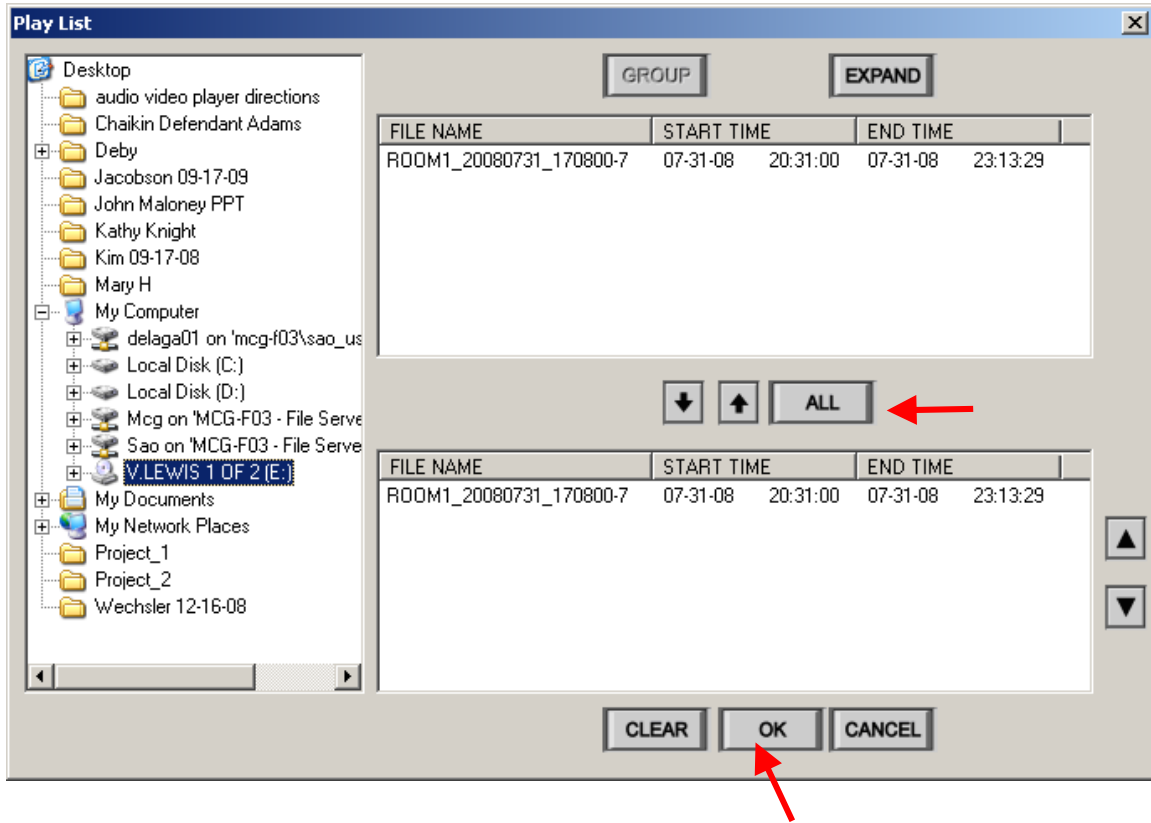 Play List
Desktop
audio video player directions
Chaikin Defendant Adams
Deby
Jacobson 09-17-09
John Maloney PPT
Kathy Knight
Kim 09-17-08
Mary H
My Computer
delaga01 on 'mcg-f03\sao_us
Local Disk (C:)
Local Disk (D:)
Mcg on 'MCG-F03 - File Serve
Sao on 'MCG-F03 - File Serve
V.LEWIS 1 OF 2 (E:)
My Documents
My Network Places
Project_1
Project_2
Wechsler 12-16-08
GROUP EXPAND
FILE NAME START TIME END TIME
ROOM1_20080731_170800-7 07-31-08 20:31:00 07-31-08 23:13:29
ALL
FILE NAME START TIME END TIME
ROOM1_20080731_170800-7 07-31-08 20:31:00 07-31-08 23:13:29
CLEAR OK CANCEL